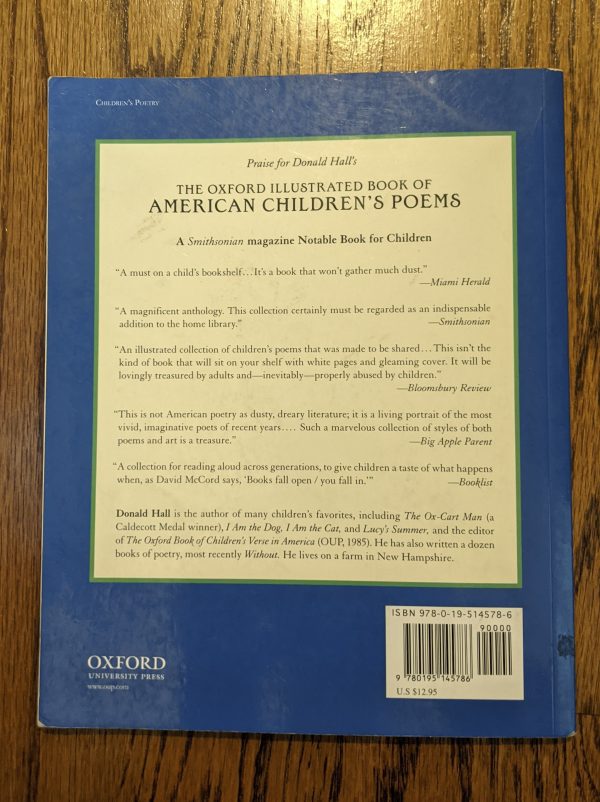 CHILDREN'S POETRY
Praise for Donald Hall's
THE OXFORD ILLUSTRATED BOOK OF
AMERICAN CHILDREN'S POEMS
A Smithsonian magazine Notable Book for Children
“A must on a child's bookshelf…It's a book that won't gather much dust.”
—Miami Herald
“A magnificent anthology. This collection certainly must be regarded as an indispensable
addition to the home library.” —Smithsonian
“An illustrated collection of children's poems that was made to be shared…This isn't the
kind of book that will sit on your shelf with white pages and gleaming cover. It will be
lovingly treasured by adults and—inevitably—properly abused by children.”
—Bloomsbury Review
“This is not American poetry as dusty, dreary literature; it is a living portrait of the most
vivid, imaginative poets of recent years…. Such a marvelous collection of styles of both
poems and art is a treasure.” —Big Apple Parent
“A collection for reading aloud across generations, to give children a taste of what happens
when, as David McCord says, ‘Books fall open / you fall in.’” —Booklist
Donald Hall is the author of many children's favorites, including The Ox-Cart Man (a
Caldecott Medal winner), I Am the Dog, I Am the Cat, and Lucy's Summer, and the editor
of The Oxford Book of Children's Verse in America (OUP, 1985). He has also written a dozen
books of poetry, most recently Without. He lives on a farm in New Hampshire.
ISBN 978-0-19-514578-6
90000
9 780195 145786
U.S $12.95
OXFORD
UNIVERSITY PRESS
www.oup.com